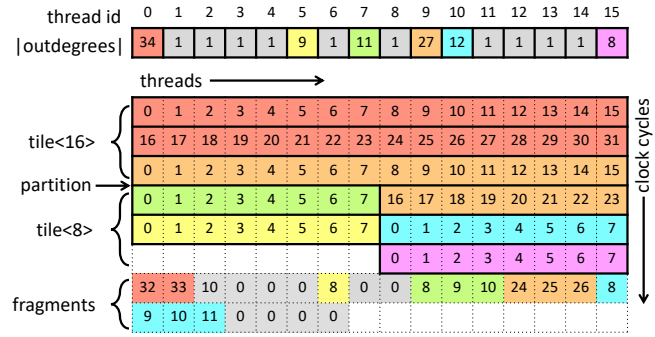 thread id 0 1 2 3 4 5 6 7 8 9 10 11 12 13 14 15
|outdegrees| 34 1 1 1 1 9 1 11 1 27 12 1 1 1 1 8
threads
0 1 2 3 4 5 6 7 8 9 10 11 12 13 14 15
tile<16> 16 17 18 19 20 21 22 23 24 25 26 27 28 29 30 31
0 1 2 3 4 5 6 7 8 9 10 11 12 13 14 15
partition
0 1 2 3 4 5 6 7 16 17 18 19 20 21 22 23
tile<8> 0 1 2 3 4 5 6 7 0 1 2 3 4 5 6 7
0 1 2 3 4 5 6 7
fragments 32 33 10 0 0 0 8 0 0 8 9 10 24 25 26 8
9 10 11 0 0 0 0
clock cycles